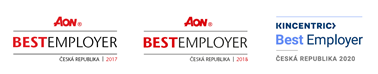 AON
BESTEMPLOYER
ČESKÁ REPUBLIKA | 2017
AON
BESTEMPLOYER
ČESKÁ REPUBLIKA | 2018
KINCENTRIC
Best Employer
ČESKÁ REPUBLIKA 2020